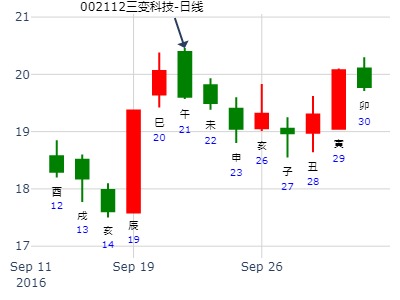 002112三变科技-日线
21
20
19
18
17
酉
12
戌
13
亥
14
辰
19
巳
20
午
21
未
22
申
23
亥
26
子
27
丑
28
寅
29
卯
30
Sep 11
2016
Sep 19
Sep 26